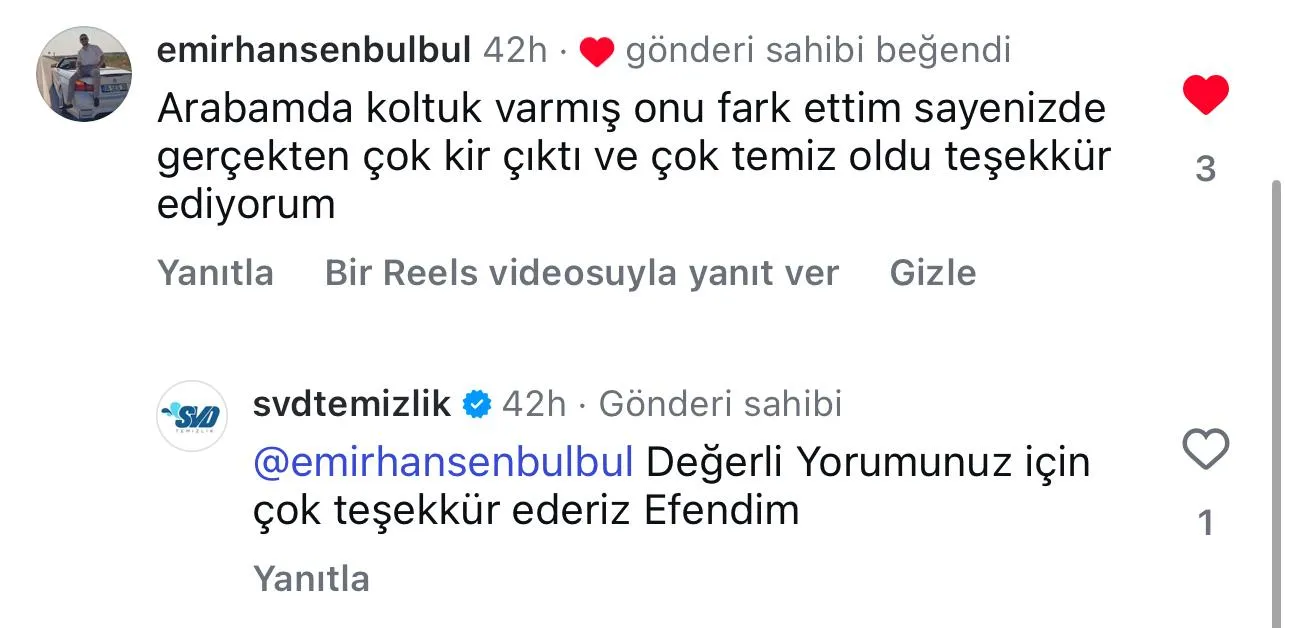 emirhansenbulbul 42h · ❤ gönderi sahibi beğendi
Arabamda koltuk varmış onu fark ettim sayenizde
gerçekten çok kir çıktı ve çok temiz oldu teşekkür
ediyorum
3
Yanıtla Bir Reels videosuyla yanıt ver Gizle
SVD
TEMİZLİK
svdtemizlik 42h · Gönderi sahibi
@emirhansenbulbul Değerli Yorumunuz için
çok teşekkür ederiz Efendim
1
Yanıtla